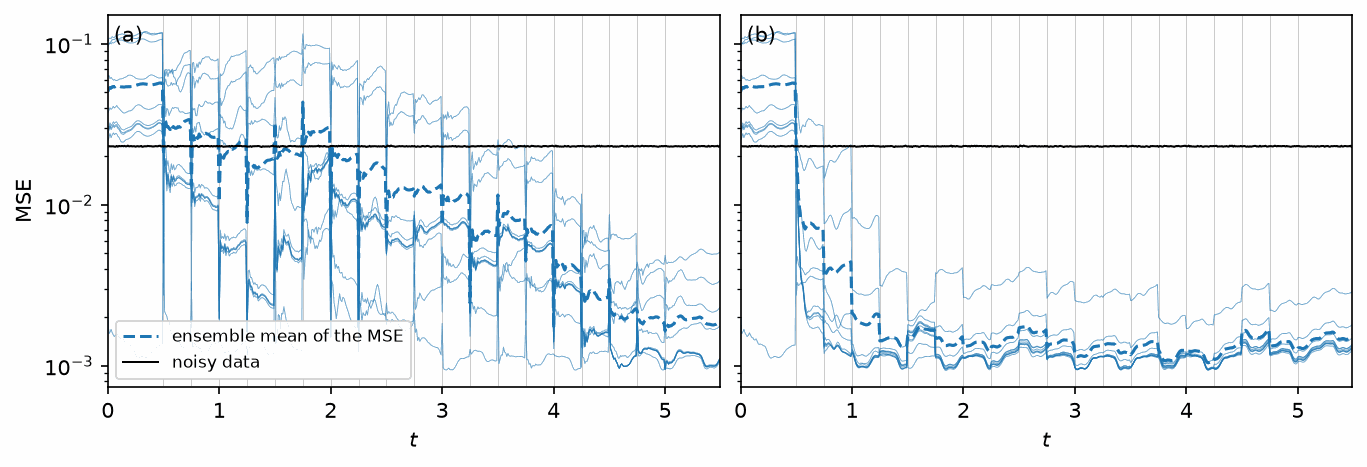 (a)
(b)
MSE
10⁻¹
10⁻²
10⁻³
ensemble mean of the MSE
noisy data
0 1 2 3 4 5
0 1 2 3 4 5
t
t